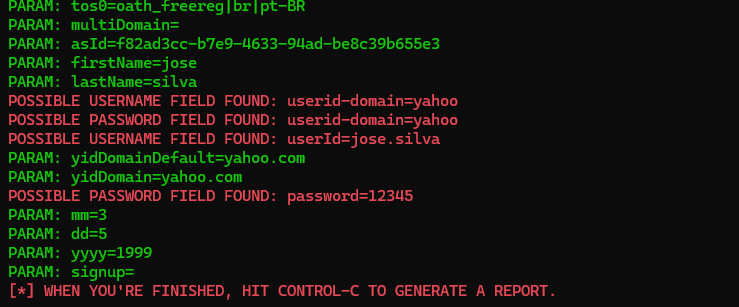 PARAM: tos0=oath_freereg|br|pt-BR
PARAM: multiDomain=
PARAM: asId=f82ad3cc-b7e9-4633-94ad-be8c39b655e3
PARAM: firstName=jose
PARAM: lastName=silva
POSSIBLE USERNAME FIELD FOUND: userid-domain=yahoo
POSSIBLE PASSWORD FIELD FOUND: userid-domain=yahoo
POSSIBLE USERNAME FIELD FOUND: userId=jose.silva
PARAM: yidDomainDefault=yahoo.com
PARAM: yidDomain=yahoo.com
POSSIBLE PASSWORD FIELD FOUND: password=12345
PARAM: mm=3
PARAM: dd=5
PARAM: yyyy=1999
PARAM: signup=
[*] WHEN YOU'RE FINISHED, HIT CONTROL-C TO GENERATE A REPORT.